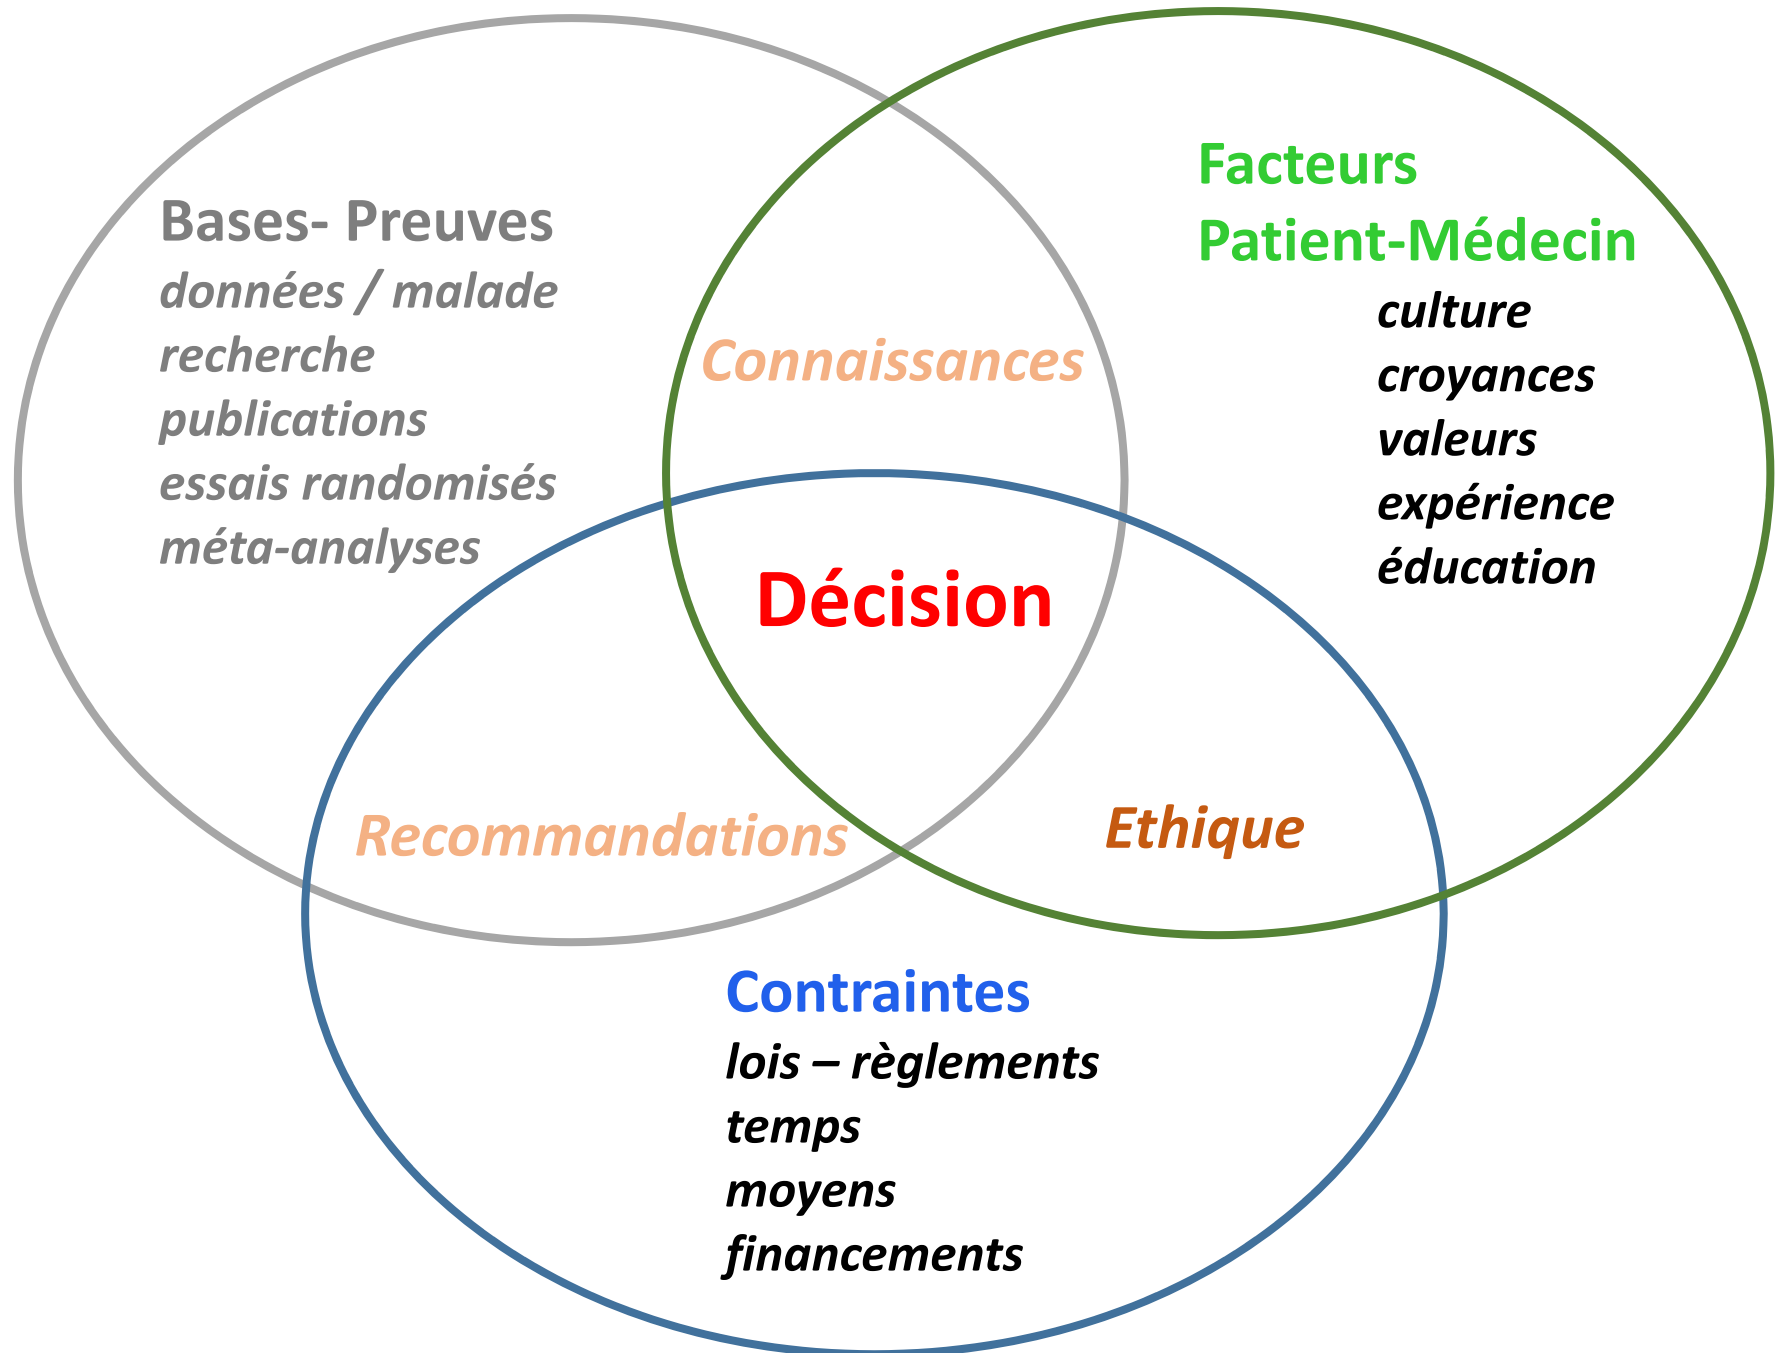 Bases- Preuves
données / malade
recherche
publications
essais randomisés
méta-analyses
Facteurs
Patient-Médecin
culture
croyances
valeurs
expérience
éducation
Connaissances
Décision
Recommandations
Ethique
Contraintes
lois – règlements
temps
moyens
financements